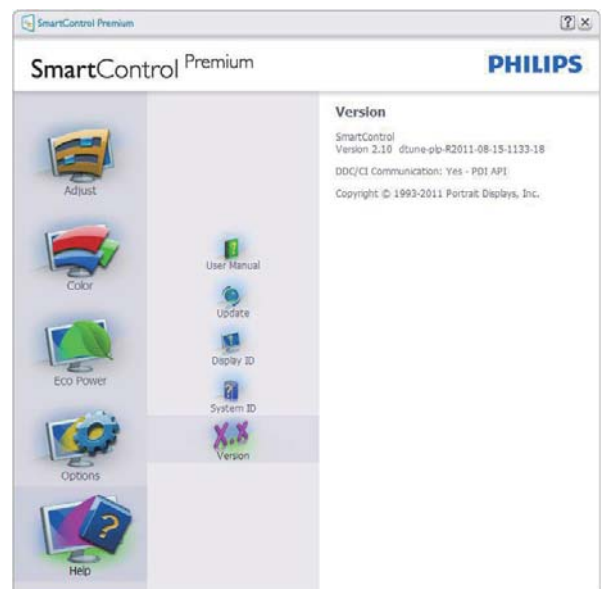 SmartControl Premium
SmartControl Premium
PHILIPS
Adjust
Color
Eco Power
Options
Help
User Manual
Update
Display ID
System ID
X.X
Version
Version
SmartControl
Version 2.10 dtune-plp-R2011-08-15-1133-18
DDC/CI Communication: Yes - PDI API
Copyright © 1993-2011 Portrait Displays, Inc.